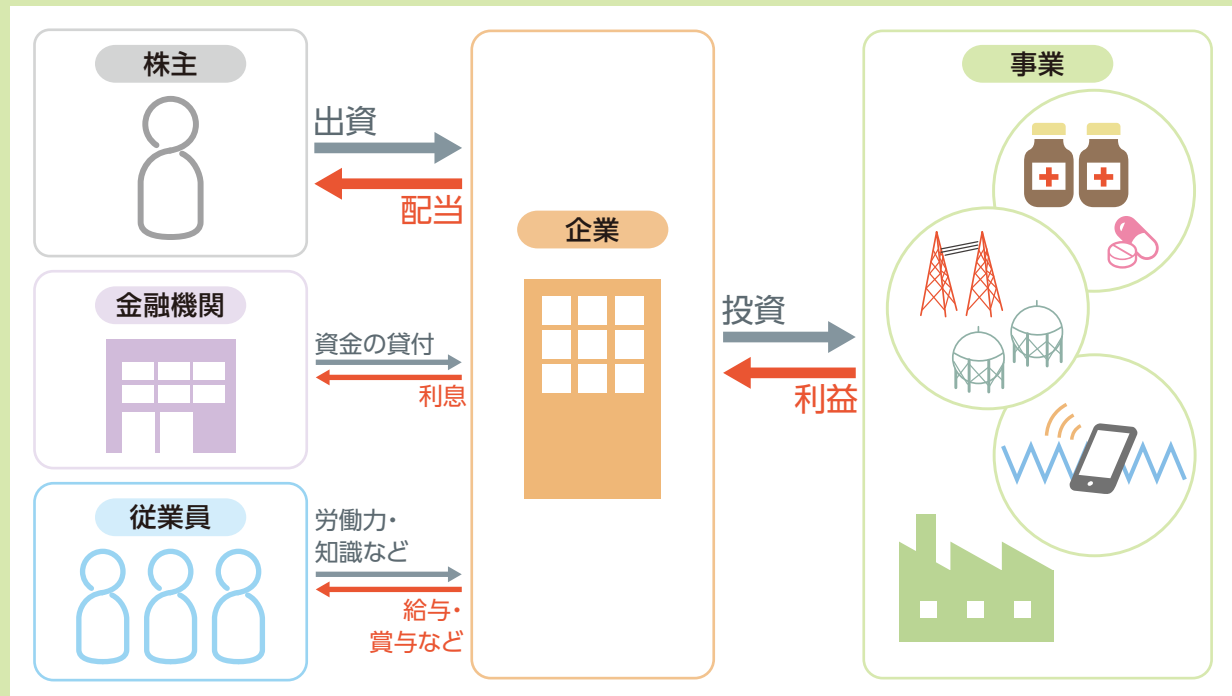 株主
出資
配当
金融機関
資金の貸付
利息
従業員
労働力・
知識など
給与・
賞与など
企業
投資
利益
事業